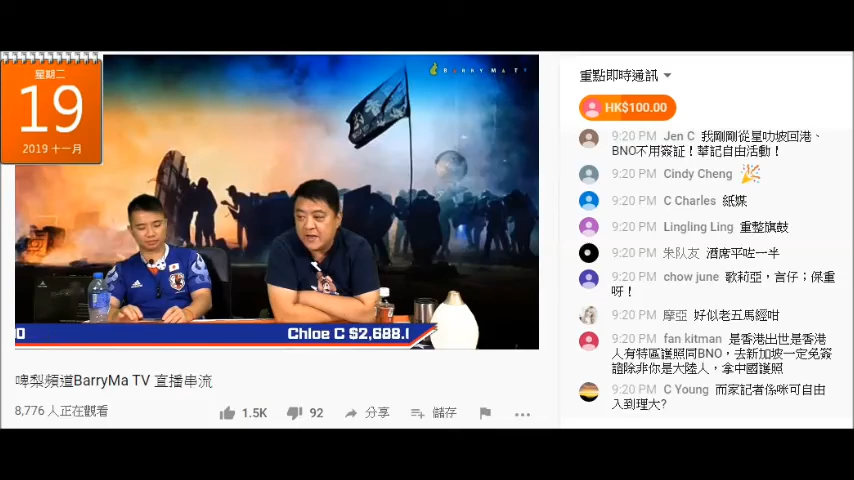 星期二
19
2019 十一月
BARRYMA TV
Chloe C $2,688.
啤梨頻道BarryMa TV 直播串流
8,776 人正在觀看
1.5K
92
分享
儲存
重點即時通訊
HK$100.00
9:20 PM Jen C 我剛剛從星叻坡回港、
BNO不用簽証！華記自由活動！
9:20 PM Cindy Cheng
9:20 PM C Charles 紙媒
9:20 PM Lingling Ling 重整旗鼓
9:20 PM 朱队友 酒席平咗一半
9:20 PM chow june 歌莉亞，言仔；保重
呀！
9:20 PM 摩亞 好似老五馬經咁
9:20 PM fan kitman 是香港出世是香港
人有特區護照同BNO，去新加坡一定免簽
證除非你是大陸人，拿中國護照
9:20 PM C Young 而家記者係咪可自由
入到理大?